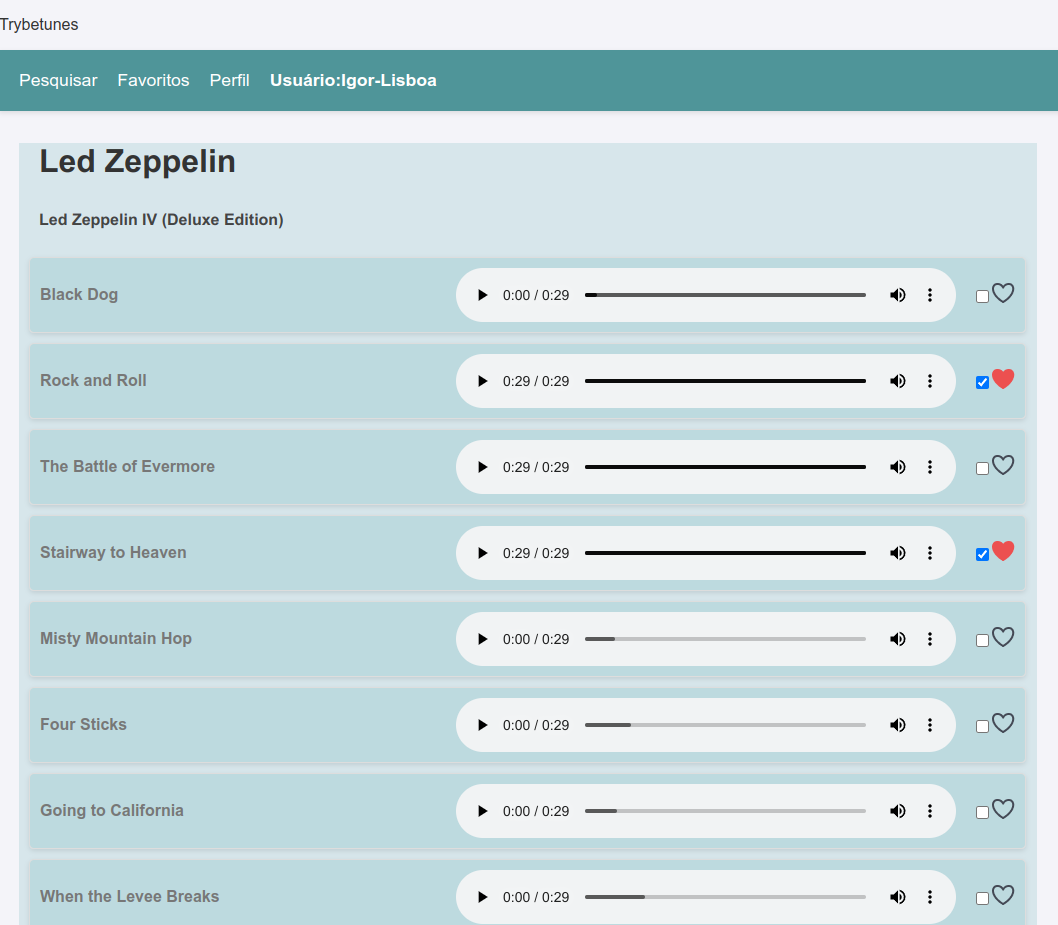 Trybetunes
Pesquisar Favoritos Perfil Usuário:Igor-Lisboa
Led Zeppelin
Led Zeppelin IV (Deluxe Edition)
Black Dog 0:00 / 0:29
Rock and Roll 0:29 / 0:29
The Battle of Evermore 0:29 / 0:29
Stairway to Heaven 0:29 / 0:29
Misty Mountain Hop 0:00 / 0:29
Four Sticks 0:00 / 0:29
Going to California 0:00 / 0:29
When the Levee Breaks 0:00 / 0:29